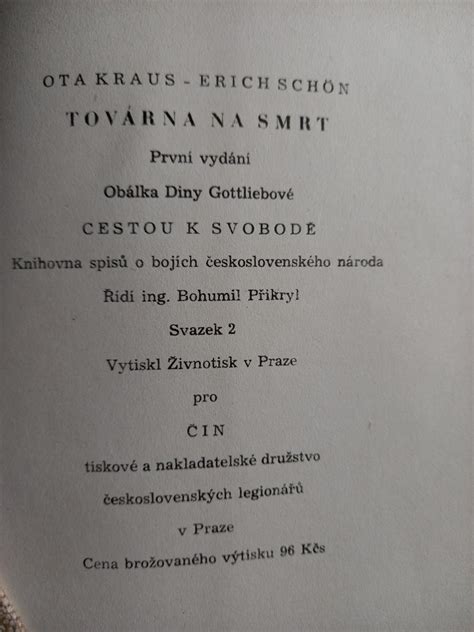 OTA KRAUS – ERICH SCHÖN
TOVÁRNA NA SMRT
První vydání
Obálka Diny Gottliebové
CESTOU K SVOBODĚ
Knihovna spisů o bojích československého národa
Řídí ing. Bohumil Přikryl
Svazek 2
Vytiskl Živnotisk v Praze
pro
ČIN
tiskové a nakladatelské družstvo
československých legionářů
v Praze
Cena brožovaného výtisku 96 Kčs